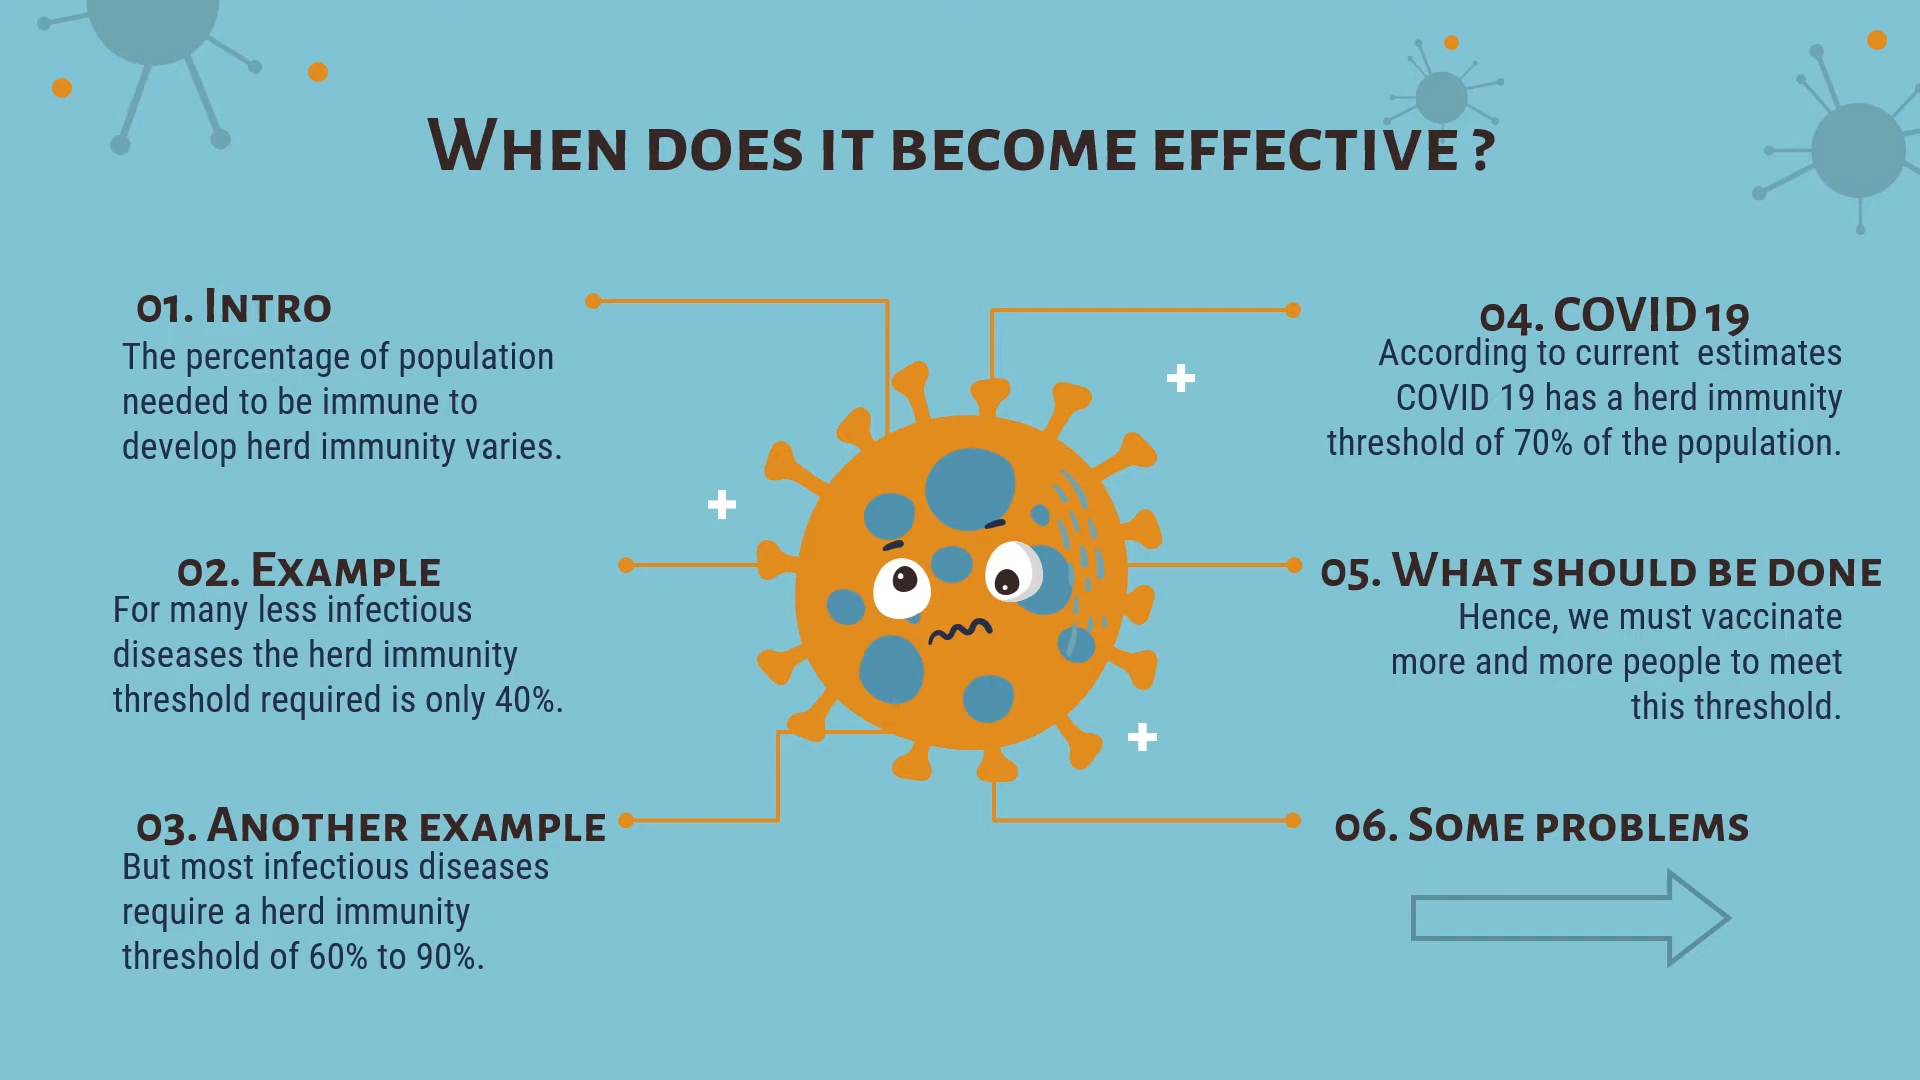 When does it become effective ?
01. Intro
The percentage of population
needed to be immune to
develop herd immunity varies.
02. Example
For many less infectious
diseases the herd immunity
threshold required is only 40%.
03. Another example
But most infectious diseases
require a herd immunity
threshold of 60% to 90%.
04. COVID 19
According to current  estimates
COVID 19 has a herd immunity
threshold of 70% of the population.
05. What should be done
Hence, we must vaccinate
more and more people to meet
this threshold.
06. Some problems